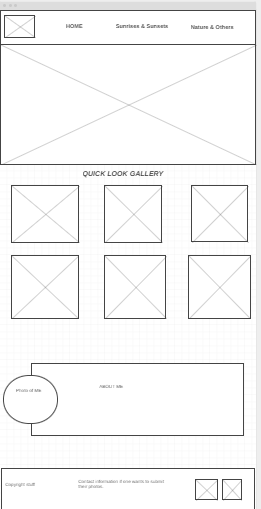 HOME Sunrises & Sunsets Nature & Others
QUICK LOOK GALLERY
Photo of Me
ABOUT ME
Copyright stuff
Contact information if one wants to submit
their photos.